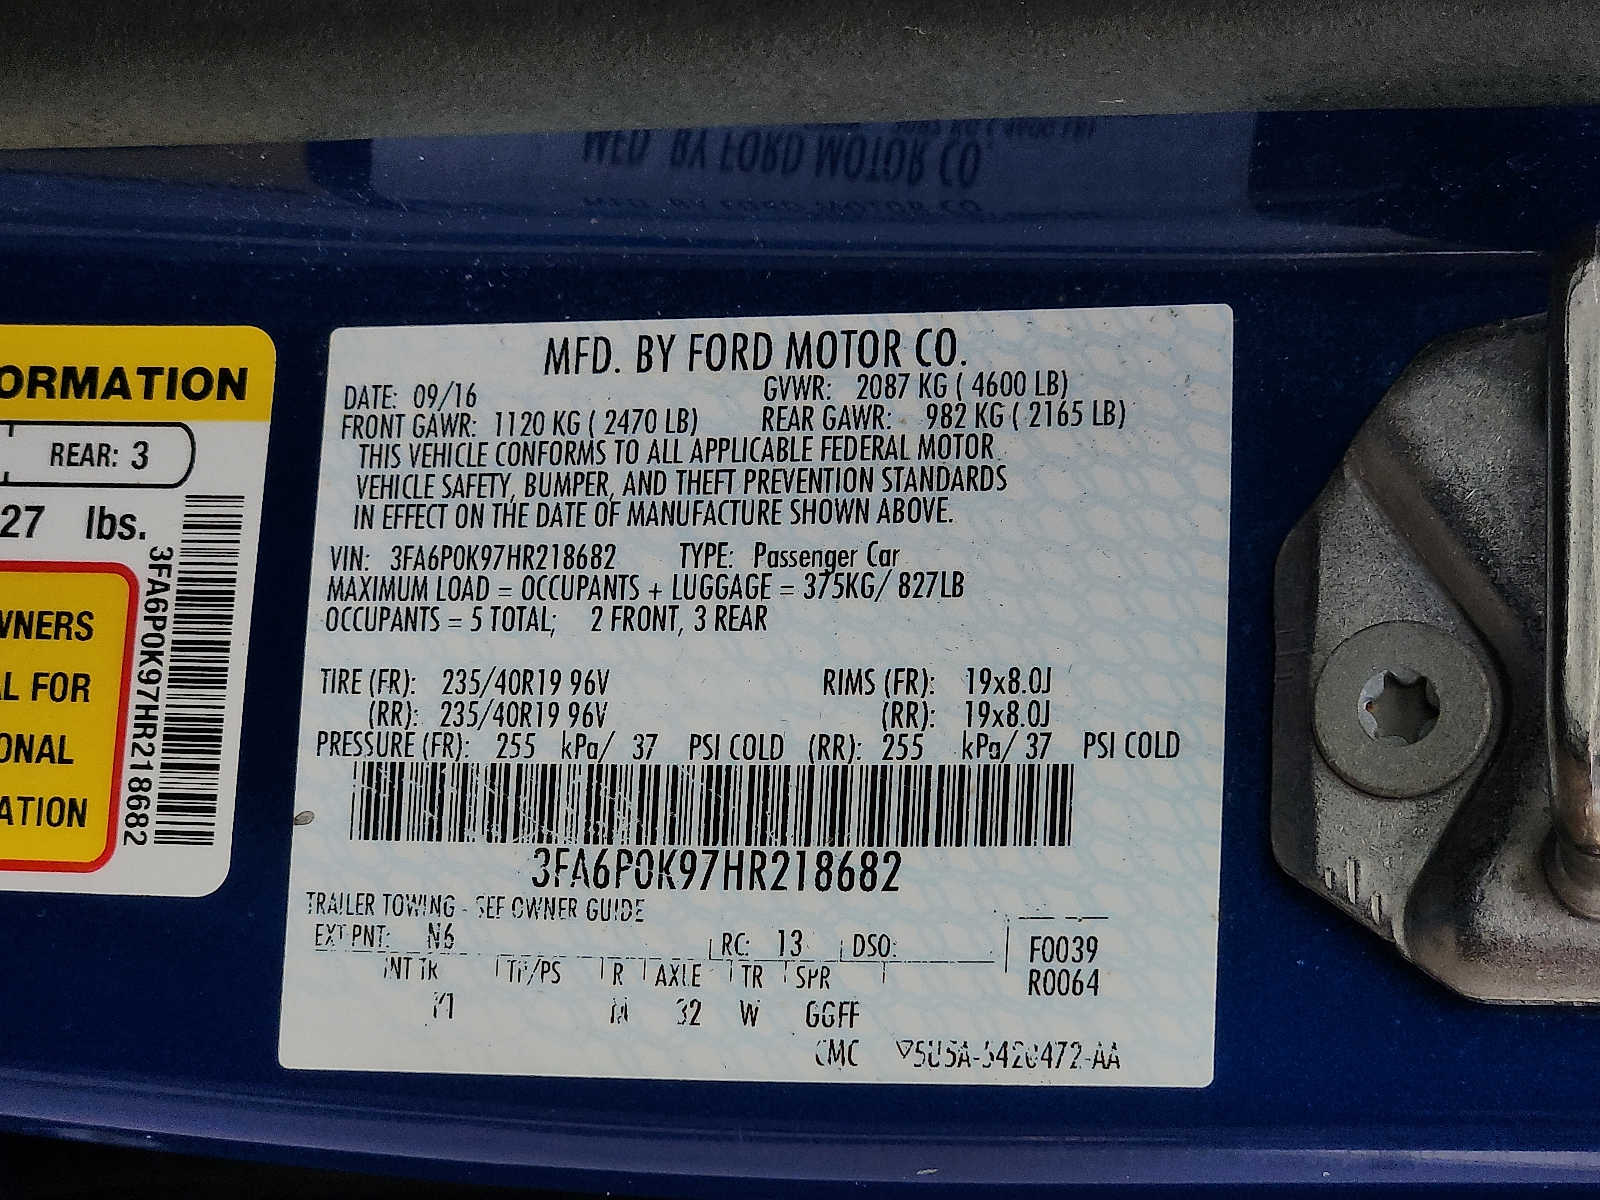 MFD. BY FORD MOTOR CO.
DATE: 09/16 GVWR: 2087 KG ( 4600 LB)
FRONT GAWR: 1120 KG ( 2470 LB) REAR GAWR: 982 KG ( 2165 LB)
THIS VEHICLE CONFORMS TO ALL APPLICABLE FEDERAL MOTOR
VEHICLE SAFETY, BUMPER, AND THEFT PREVENTION STANDARDS
IN EFFECT ON THE DATE OF MANUFACTURE SHOWN ABOVE.
VIN: 3FA6P0K97HR218682 TYPE: Passenger Car
MAXIMUM LOAD = OCCUPANTS + LUGGAGE = 375KG/ 827LB
OCCUPANTS = 5 TOTAL; 2 FRONT, 3 REAR
TIRE (FR): 235/40R19 96V RIMS (FR): 19x8.0J
(RR): 235/40R19 96V (RR): 19x8.0J
PRESSURE (FR): 255 kPa/ 37 PSI COLD (RR): 255 kPa/ 37 PSI COLD
3FA6P0K97HR218682
TRAILER TOWING - SEE OWNER GUIDE
EXT PNT: N6 RC: 13 DSO: F0039
INT TR TP/PS R AXLE TR SPR R0064
M 32 W GGFF
CMC
ORMATION
REAR: 3
27 lbs.
WNERS
AL FOR
ONAL
ATION
3FA6P0K97HR218682